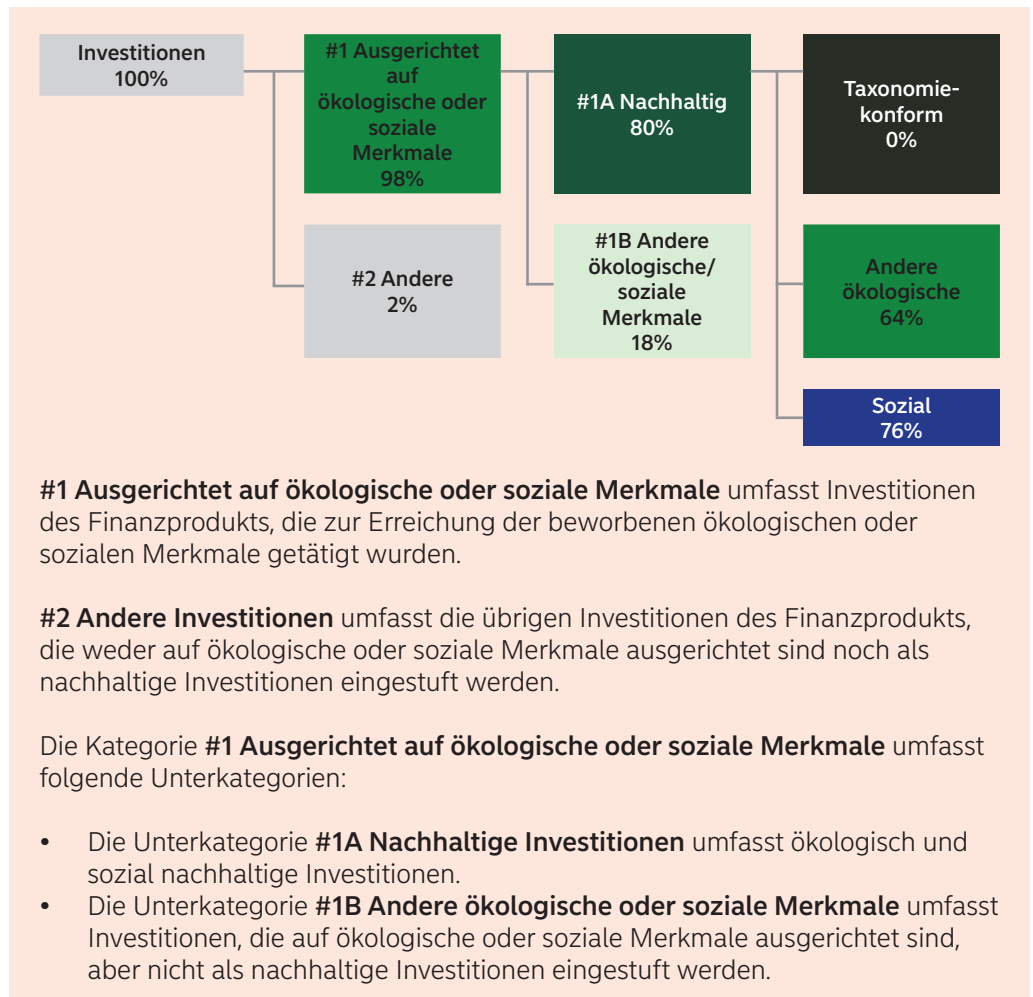 Investitionen
100%
#1 Ausgerichtet
auf
ökologische oder
soziale
Merkmale
98%
#1A Nachhaltig
80%
Taxonomie-
konform
0%
#2 Andere
2%
#1B Andere
ökologische/
soziale
Merkmale
18%
Andere
ökologische
64%
Sozial
76%
#1 Ausgerichtet auf ökologische oder soziale Merkmale umfasst Investitionen
des Finanzprodukts, die zur Erreichung der beworbenen ökologischen oder
sozialen Merkmale getätigt wurden.
#2 Andere Investitionen umfasst die übrigen Investitionen des Finanzprodukts,
die weder auf ökologische oder soziale Merkmale ausgerichtet sind noch als
nachhaltige Investitionen eingestuft werden.
Die Kategorie #1 Ausgerichtet auf ökologische oder soziale Merkmale umfasst
folgende Unterkategorien:
• Die Unterkategorie #1A Nachhaltige Investitionen umfasst ökologisch und
sozial nachhaltige Investitionen.
• Die Unterkategorie #1B Andere ökologische oder soziale Merkmale umfasst
Investitionen, die auf ökologische oder soziale Merkmale ausgerichtet sind,
aber nicht als nachhaltige Investitionen eingestuft werden.